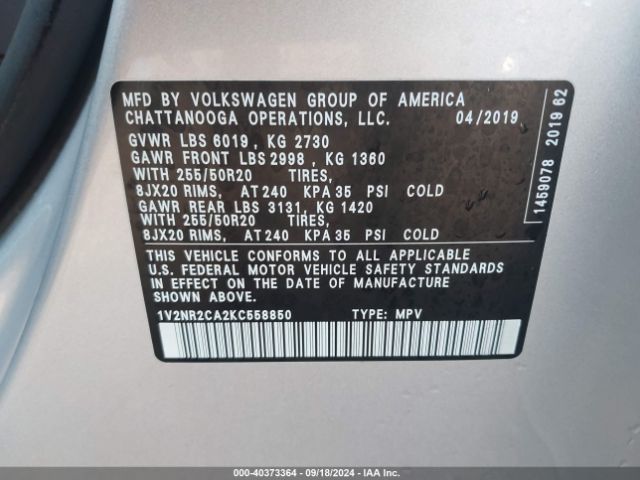 MFD BY VOLKSWAGEN GROUP OF AMERICA
CHATTANOOGA OPERATIONS, LLC. 04/2019
GVWR LBS 6019 , KG 2730
GAWR FRONT LBS 2998 , KG 1360
WITH 255/50R20 TIRES,
8JX20 RIMS, AT 240 KPA 35 PSI COLD
GAWR REAR LBS 3131, KG 1420
WITH 255/50R20 TIRES,
8JX20 RIMS, AT 240 KPA 35 PSI COLD
THIS VEHICLE CONFORMS TO ALL APPLICABLE
U.S. FEDERAL MOTOR VEHICLE SAFETY STANDARDS
IN EFFECT ON THE DATE OF MANUFACTURE
SHOWN ABOVE.
1V2NR2CA2KC558850 TYPE: MPV
1459078 2019 62
000-40373364 - 09/18/2024 - IAA Inc.